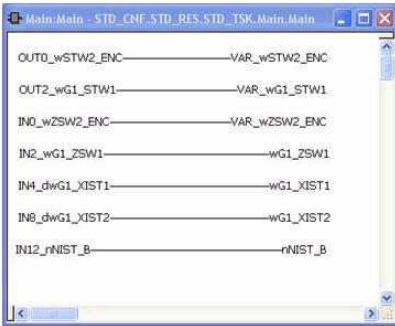 Main:Main - STD_CNF.STD_RES.STD_TSK.Main.Main
OUT0_wSTW2_ENC VAR_wSTW2_ENC
OUT2_wG1_STW1 VAR_wG1_STW1
IN0_wZSW2_ENC VAR_wZSW2_ENC
IN2_wG1_ZSW1 wG1_ZSW1
IN4_dwG1_XIST1 wG1_XIST1
IN8_dwG1_XIST2 wG1_XIST2
IN12_nNIST_B nNIST_B